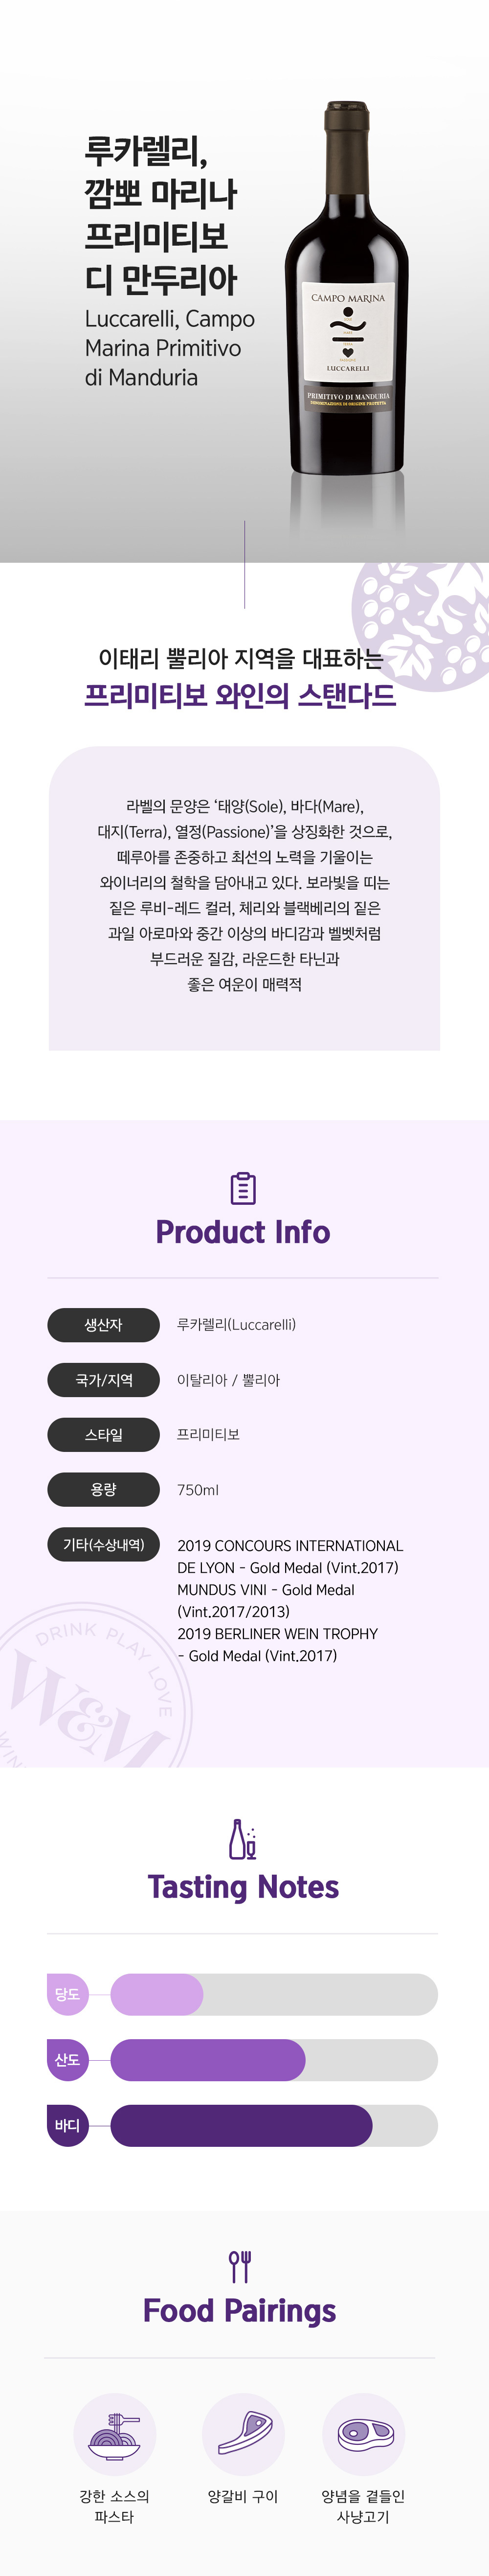 루카렐리,
깜뽀 마리나
프리미티보
디 만두리아
Luccarelli, Campo
Marina Primitivo
di Manduria
CAMPO MARINA
SOLE
MARE
TERRA
PASSIONE
LUCCARELLI
PRIMITIVO DI MANDURIA
DENOMINAZIONE DI ORIGINE PROTETTA
이태리 뿔리아 지역을 대표하는
프리미티보 와인의 스탠다드
라벨의 문양은 ‘태양(Sole), 바다(Mare),
대지(Terra), 열정(Passione)’을 상징화한 것으로,
떼루아를 존중하고 최선의 노력을 기울이는
와이너리의 철학을 담아내고 있다. 보라빛을 띠는
짙은 루비-레드 컬러, 체리와 블랙베리의 짙은
과일 아로마와 중간 이상의 바디감과 벨벳처럼
부드러운 질감, 라운드한 타닌과
좋은 여운이 매력적
Product Info
생산자 루카렐리(Luccarelli)
국가/지역 이탈리아 / 뿔리아
스타일 프리미티보
용량 750ml
기타(수상내역) 2019 CONCOURS INTERNATIONAL
DE LYON - Gold Medal (Vint.2017)
MUNDUS VINI - Gold Medal
(Vint.2017/2013)
2019 BERLINER WEIN TROPHY
- Gold Medal (Vint.2017)
DRINK PLAY LOVE
W&M
WIN
Tasting Notes
당도
산도
바디
Food Pairings
강한 소스의
파스타
양갈비 구이
양념을 곁들인
사냥고기